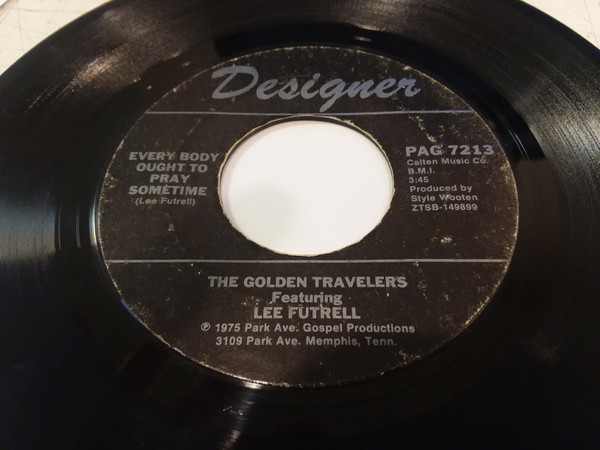 Designer
EVERY BODY
OUGHT TO
PRAY
SOMETIME
(Lee Futrell)
PAG 7213
Calten Music Co.
B.M.I.
3:45
Produced by
Style Wooten
ZTSB-149899
THE GOLDEN TRAVELERS
Featuring
LEE FUTRELL
℗ 1975 Park Ave. Gospel Productions
3109 Park Ave. Memphis, Tenn.